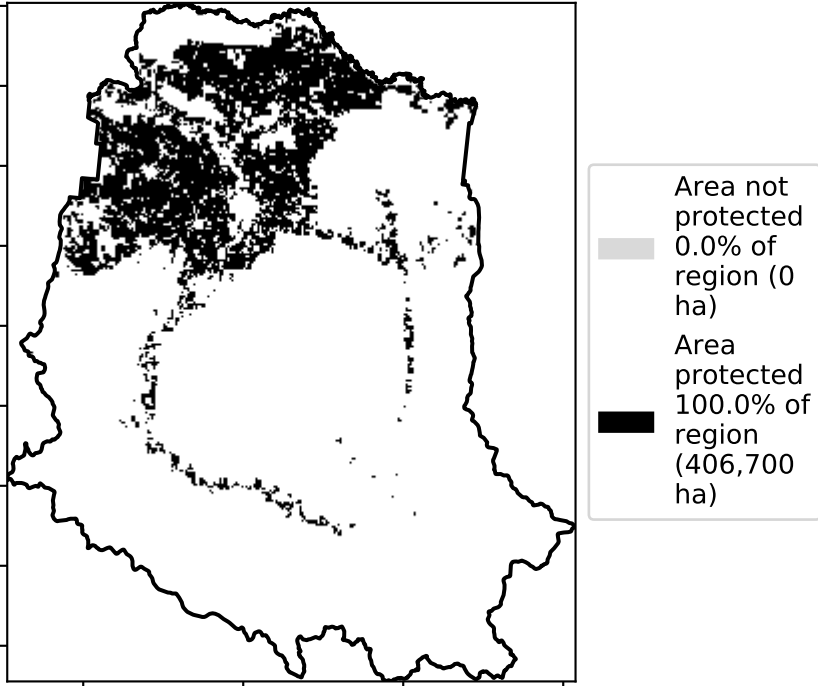 Area not
protected
0.0% of
region (0
ha)
Area
protected
100.0% of
region
(406,700
ha)